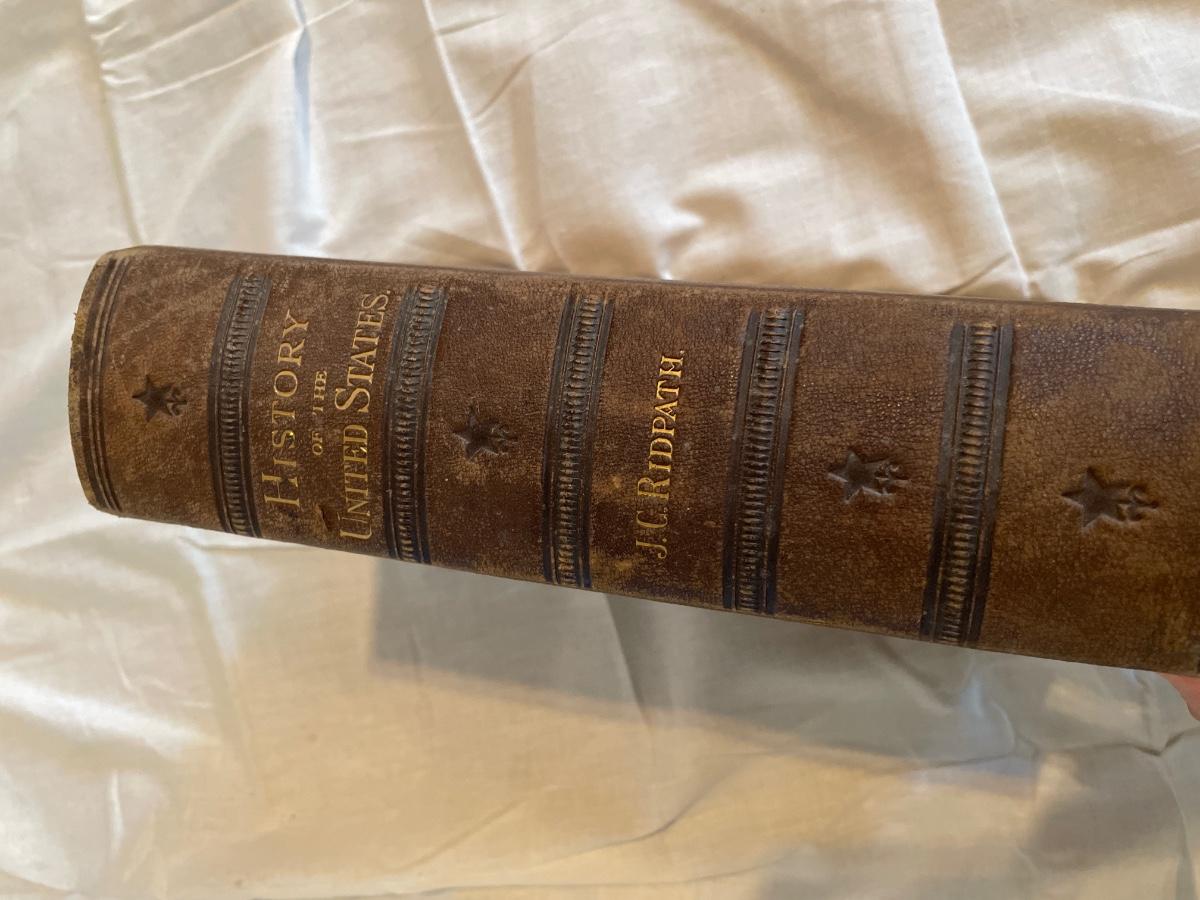 HISTORY
OF THE
UNITED STATES.
J. C. RIDPATH.